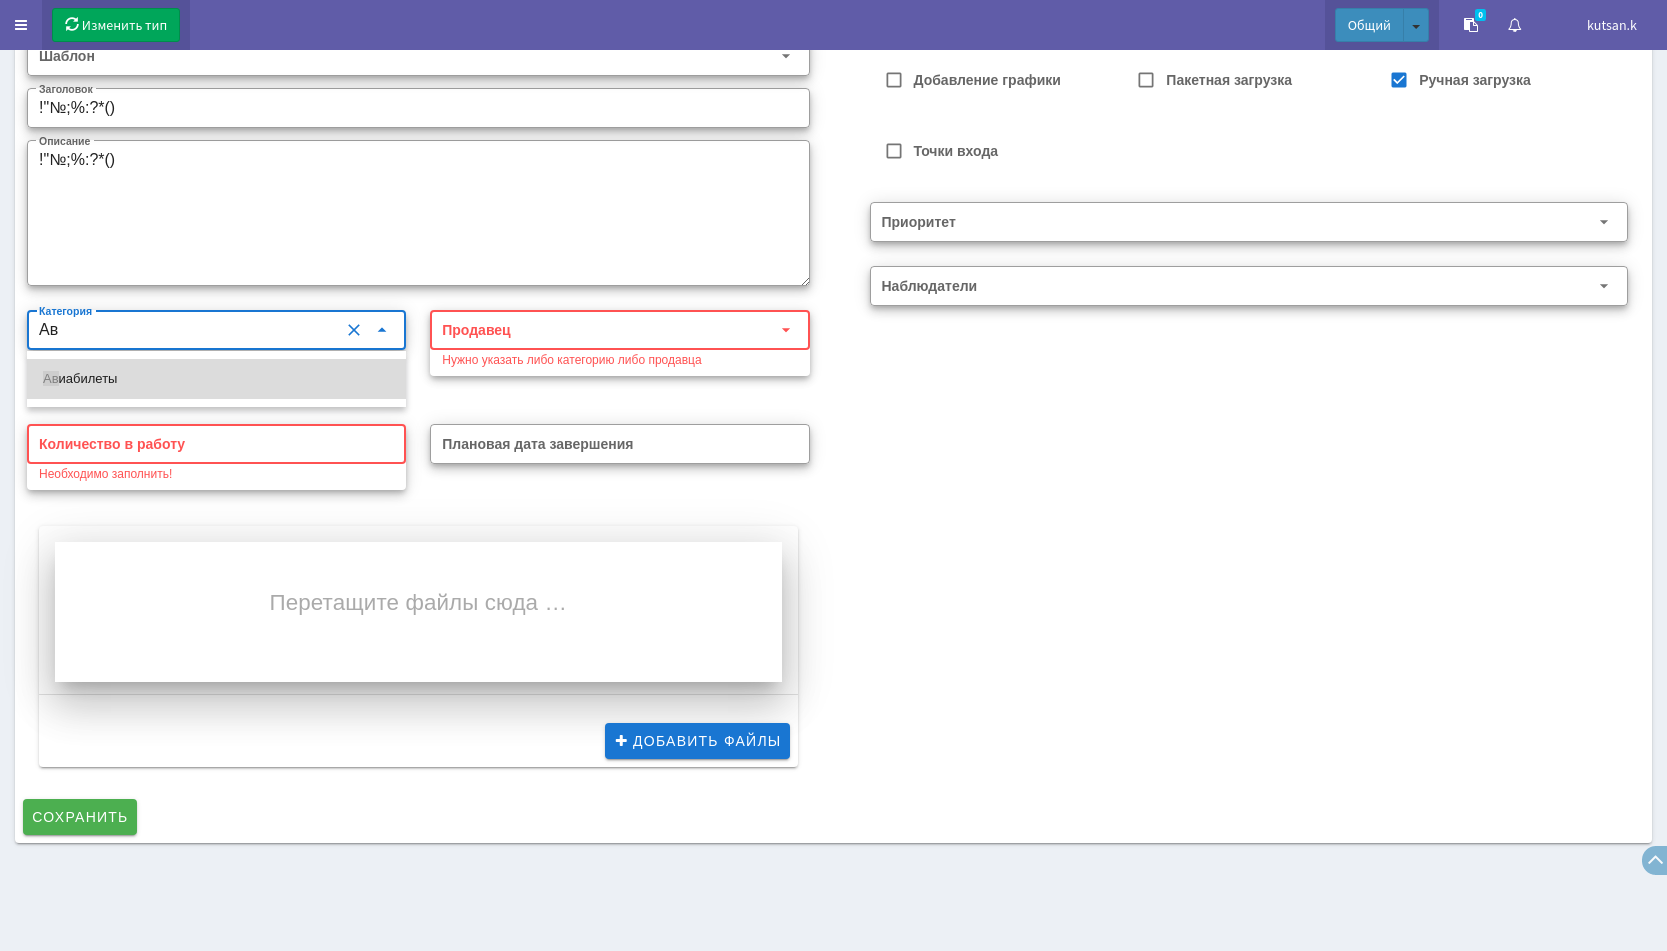 Изменить тип
Общий
0
kutsan.k
Шаблон
Заголовок
!"№;%:?*()
Описание
!"№;%:?*()
Категория
Ав
Авиабилеты
Продавец
Нужно указать либо категорию либо продавца
Количество в работу
Необходимо заполнить!
Плановая дата завершения
Перетащите файлы сюда …
ДОБАВИТЬ ФАЙЛЫ
СОХРАНИТЬ
Добавление графики
Пакетная загрузка
Ручная загрузка
Точки входа
Приоритет
Наблюдатели